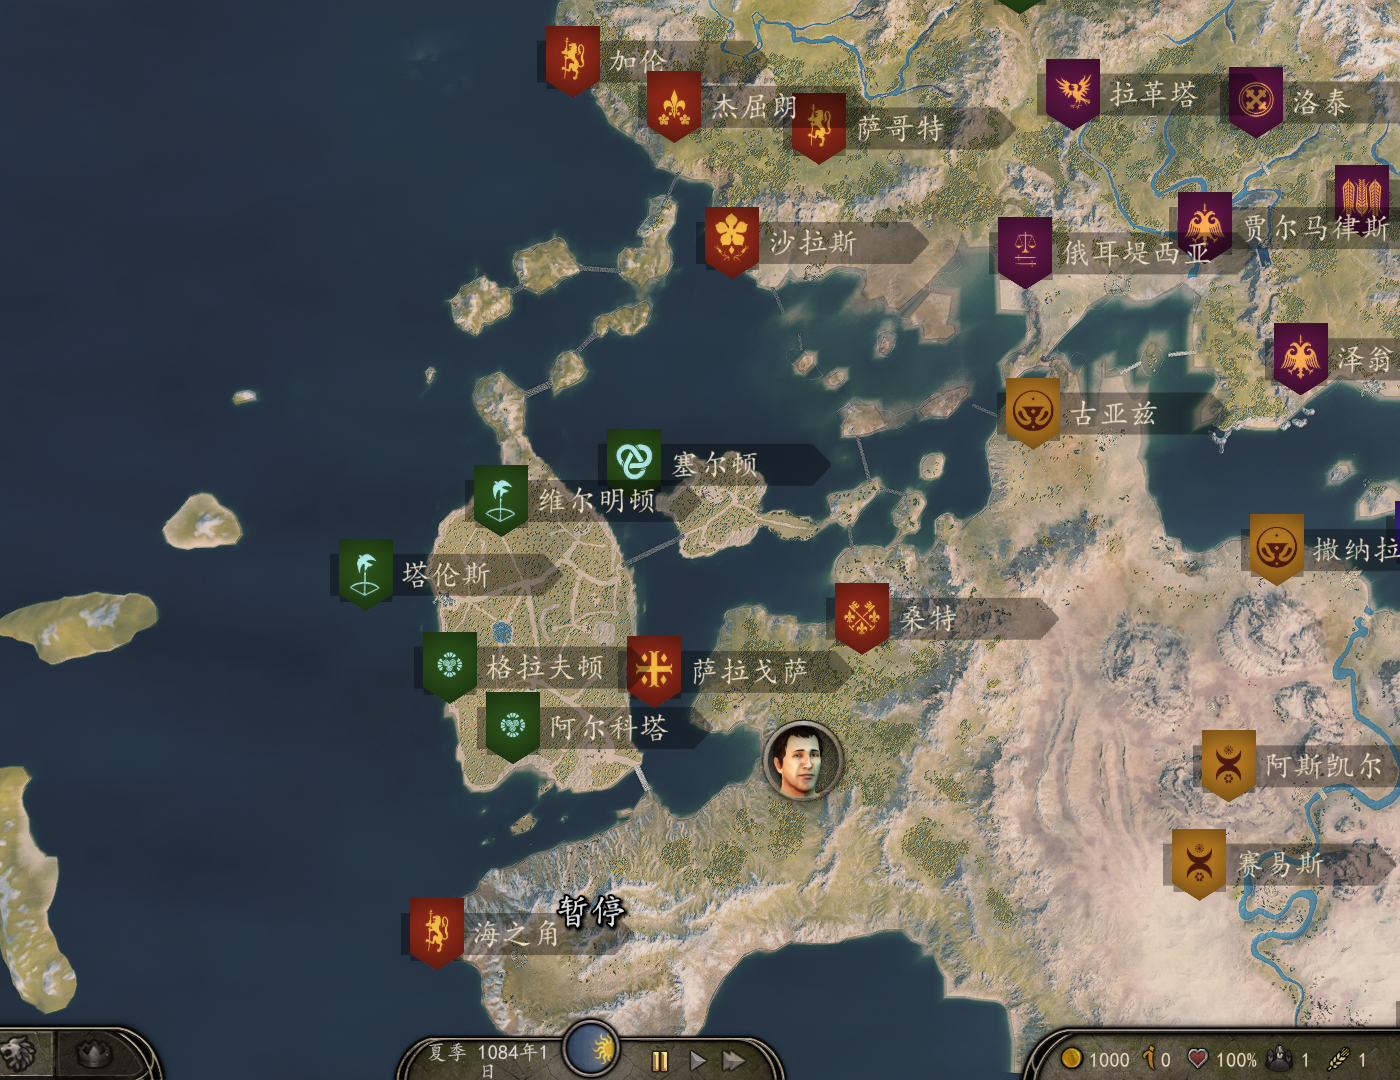 加伦
杰屈朗
萨哥特
拉革塔
洛泰
沙拉斯
俄耳堤西亚
贾尔马律斯
泽翁
古亚兹
塞尔顿
维尔明顿
塔伦斯
撒纳拉
桑特
格拉夫顿
萨拉戈萨
阿尔科塔
阿斯凯尔
赛易斯
海之角
暂停
夏季 1084年1
日
1000
0
100%
1
1